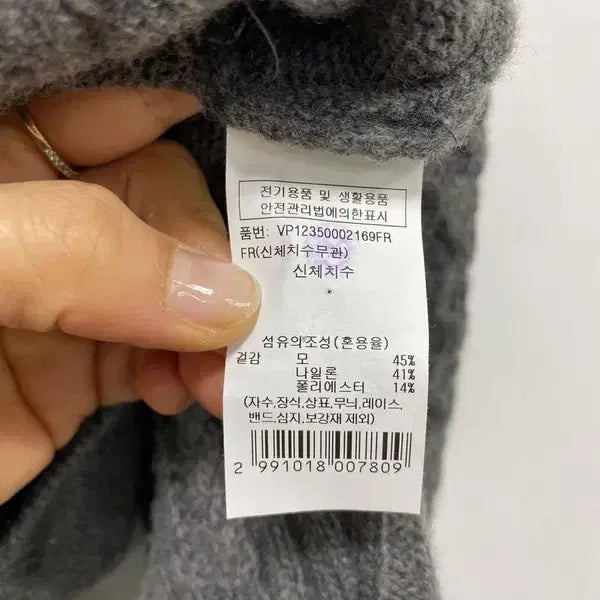 전기용품 및 생활용품
안전관리법에의한표시
품번: VP12350002169FR
FR(신체치수무관)
신체치수
섬유의조성(혼용율)
겉감 모 45%
나일론 41%
폴리에스터 14%
(자수,장식,상표,무늬,레이스,
밴드,심지,보강재 제외)
2 991018 007809